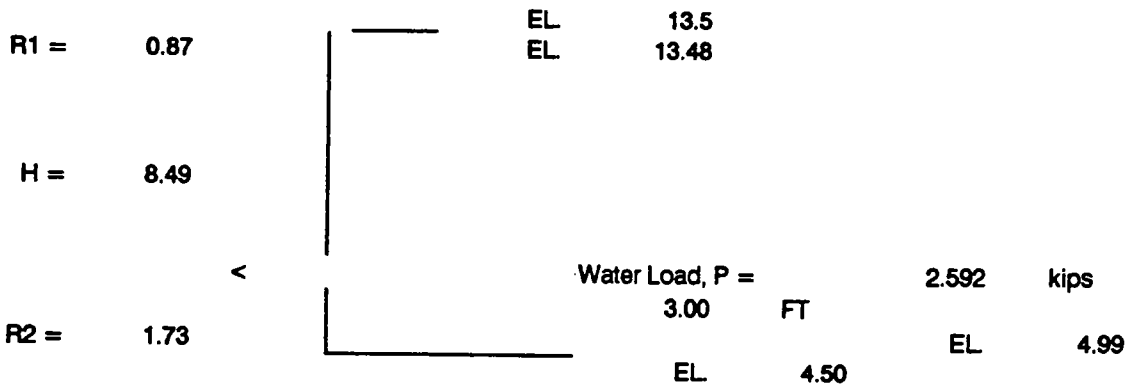 EL 13.5
R1 = 0.87 EL 13.48
H = 8.49
< Water Load, P = 2.592 kips
3.00 FT
R2 = 1.73 EL 4.99
EL 4.50